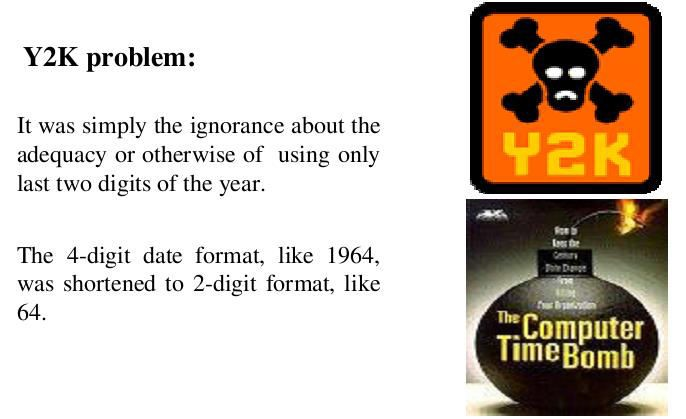 Y2K problem:
It was simply the ignorance about the
adequacy or otherwise of using only
last two digits of the year.
The 4-digit date format, like 1964,
was shortened to 2-digit format, like
64.
Y2K
How to
Keep the
Century
Date Change
From
Killing
Your Organization
The Computer
Time Bomb